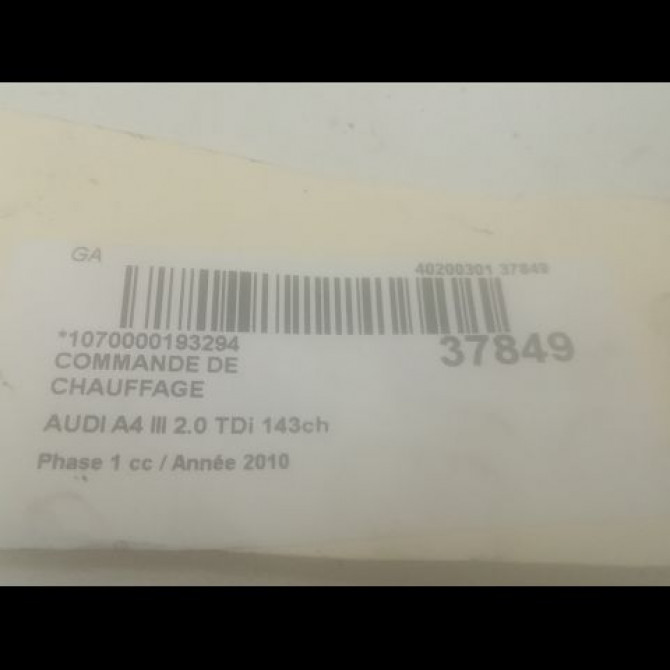 GA
40200301 37849
*1070000193294
37849
COMMANDE DE
CHAUFFAGE
AUDI A4 III 2.0 TDi 143ch
Phase 1 cc / Année 2010